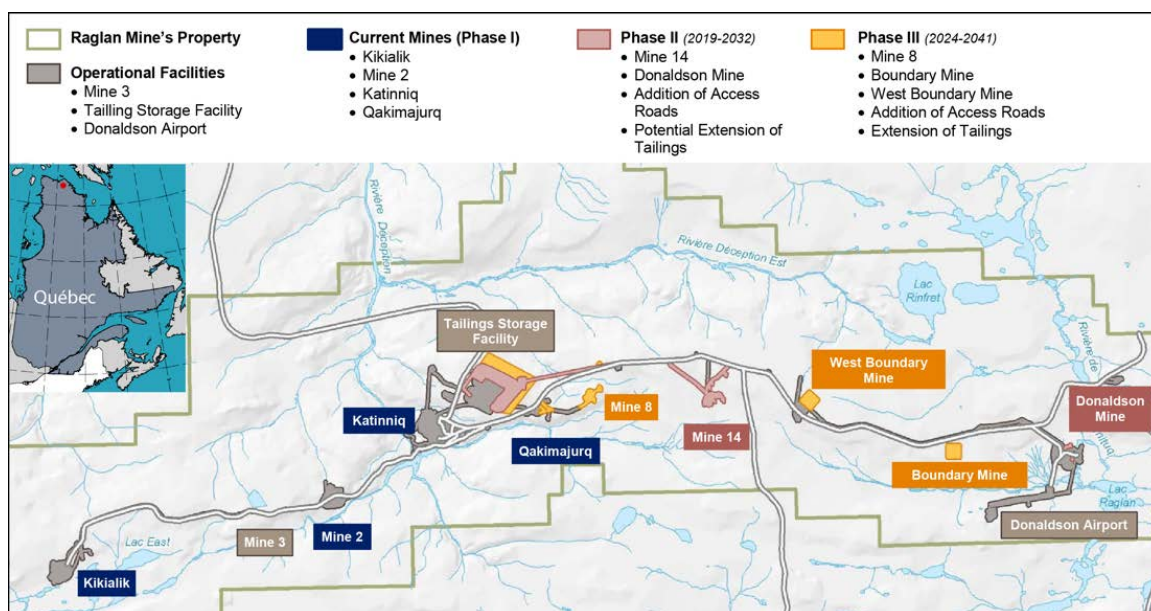 Raglan Mine's Property
Operational Facilities
• Mine 3
• Tailling Storage Facility
• Donaldson Airport
Current Mines (Phase I)
• Kikialik
• Mine 2
• Katinniq
• Qakimajurq
Phase II (2019-2032)
• Mine 14
• Donaldson Mine
• Addition of Access
Roads
• Potential Extension of
Tailings
Phase III (2024-2041)
• Mine 8
• Boundary Mine
• West Boundary Mine
• Addition of Access Roads
• Extension of Tailings
Québec
Rivière Déception
Rivière Déception Est
Lac
Rinfret
Tailings Storage
Facility
West Boundary
Mine
Rivière de
Donaldson
Mine
Mine 8
Katinniq
Mine 14
Qakimajurq
Boundary Mine
Lac
Raglan
Donaldson Airport
Mine 3
Mine 2
Lac East
Kikialik